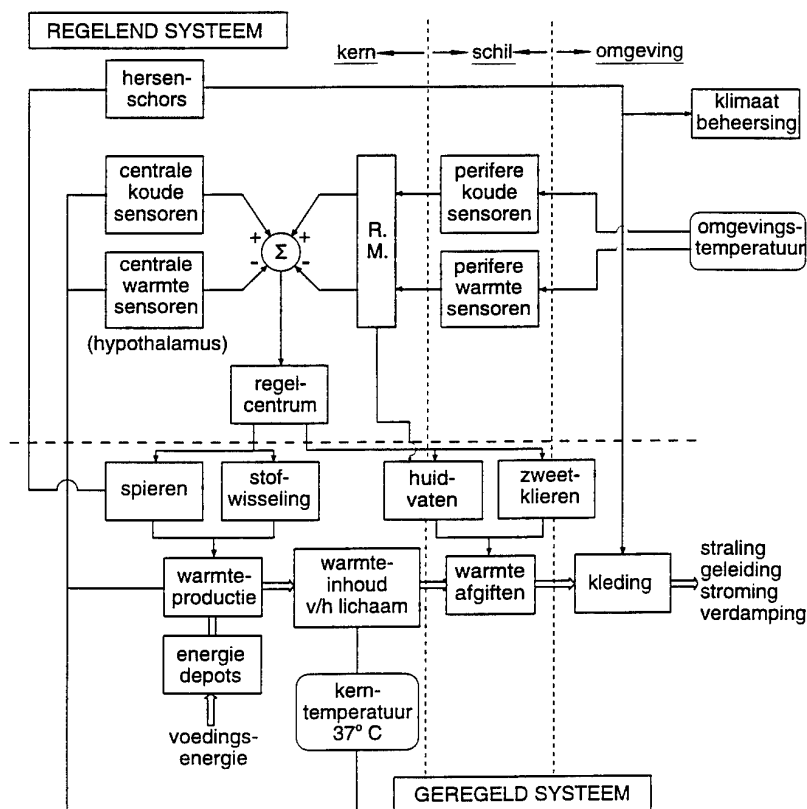 REGELEND SYSTEEM
kern
schil
omgeving
hersen-
schors
klimaat
beheersing
centrale
koude
sensoren
perifere
koude
sensoren
omgevings-
temperatuur
+
+
R.
M.
Σ
-
-
centrale
warmte
sensoren
(hypothalamus)
perifere
warmte
sensoren
regel-
centrum
spieren
stof-
wisseling
huid-
vaten
zweet-
klieren
warmte-
productie
warmte-
inhoud
v/h lichaam
warmte
afgiften
kleding
straling
geleiding
stroming
verdamping
energie
depots
voedings-
energie
kern-
temperatuur
37° C
GEREGELD SYSTEEM